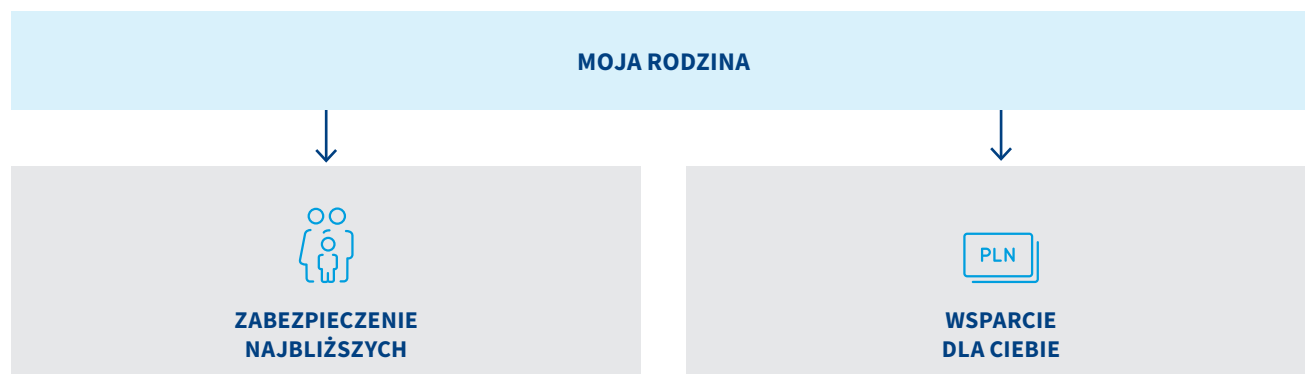 MOJA RODZINA
ZABEZPIECZENIE
NAJBLIŻSZYCH
PLN
WSPARCIE
DLA CIEBIE